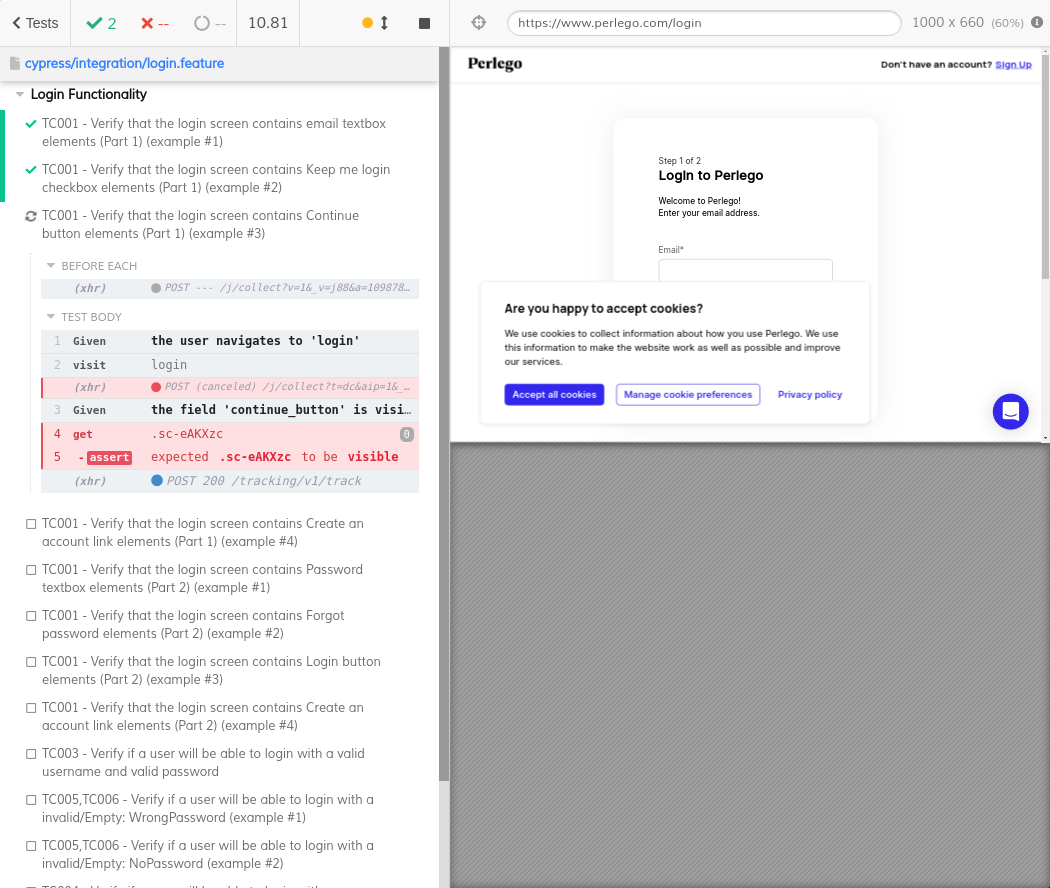 Tests
2
--
--
10.81
cypress/integration/login.feature
Login Functionality
TC001 - Verify that the login screen contains email textbox
elements (Part 1) (example #1)
TC001 - Verify that the login screen contains Keep me login
checkbox elements (Part 1) (example #2)
TC001 - Verify that the login screen contains Continue
button elements (Part 1) (example #3)
BEFORE EACH
(xhr) POST --- /j/collect?v=1&_v=j88&a=109878…
TEST BODY
1 Given the user navigates to 'login'
2 visit login
(xhr) POST (canceled) /j/collect?t=dc&aip=1&_…
3 Given the field 'continue_button' is visi…
4 get .sc-eAKXzc 0
5 -assert expected .sc-eAKXzc to be visible
(xhr) POST 200 /tracking/v1/track
TC001 - Verify that the login screen contains Create an
account link elements (Part 1) (example #4)
TC001 - Verify that the login screen contains Password
textbox elements (Part 2) (example #1)
TC001 - Verify that the login screen contains Forgot
password elements (Part 2) (example #2)
TC001 - Verify that the login screen contains Login button
elements (Part 2) (example #3)
TC001 - Verify that the login screen contains Create an
account link elements (Part 2) (example #4)
TC003 - Verify if a user will be able to login with a valid
username and valid password
TC005,TC006 - Verify if a user will be able to login with a
invalid/Empty: WrongPassword (example #1)
TC005,TC006 - Verify if a user will be able to login with a
invalid/Empty: NoPassword (example #2)
https://www.perlego.com/login
1000 x 660 (60%)
Perlego
Don't have an account? Sign Up
Step 1 of 2
Login to Perlego
Welcome to Perlego!
Enter your email address.
Email*
Are you happy to accept cookies?
We use cookies to collect information about how you use Perlego. We use
this information to make the website work as well as possible and improve
our services.
Accept all cookies
Manage cookie preferences
Privacy policy